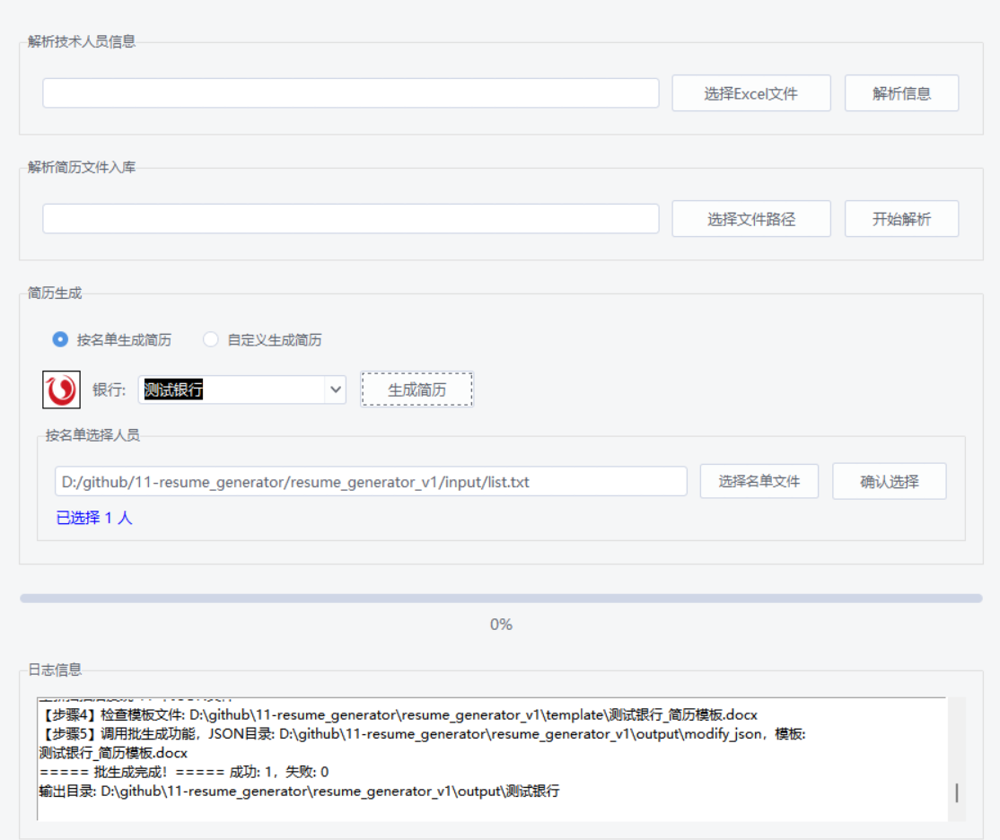 解析技术人员信息
选择Excel文件
解析信息
解析简历文件入库
选择文件路径
开始解析
简历生成
按名单生成简历
自定义生成简历
银行:
测试银行
生成简历
按名单选择人员
D:/github/11-resume_generator/resume_generator_v1/input/list.txt
选择名单文件
确认选择
已选择 1 人
0%
日志信息
【步骤4】检查模板文件: D:\github\11-resume_generator\resume_generator_v1\template\测试银行_简历模板.docx
【步骤5】调用批生成功能，JSON目录: D:\github\11-resume_generator\resume_generator_v1\output\modify_json，模板:
测试银行_简历模板.docx
===== 批生成完成！===== 成功: 1，失败: 0
输出目录: D:\github\11-resume_generator\resume_generator_v1\output\测试银行